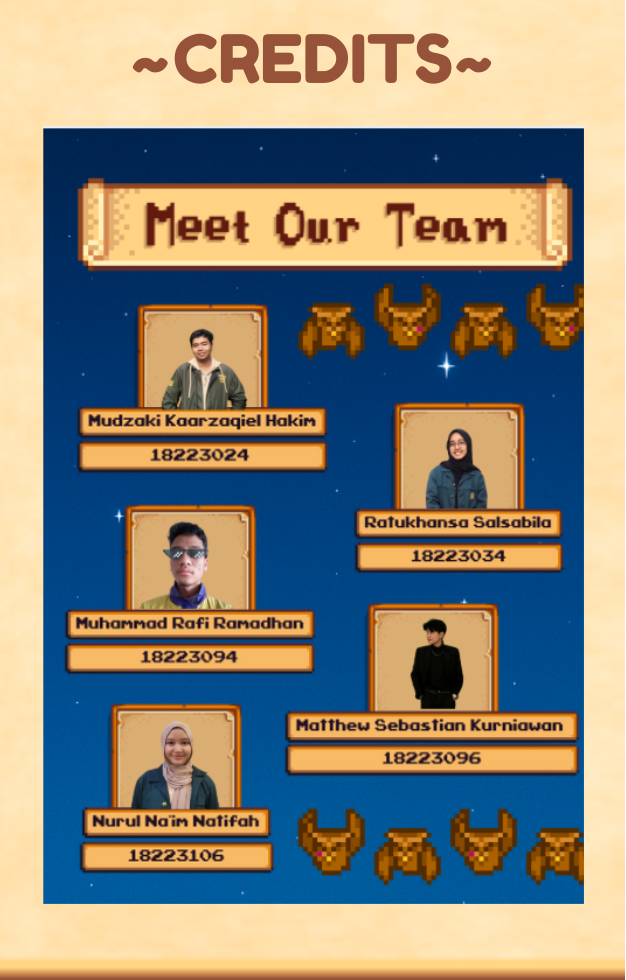 ~CREDITS~
Meet Our Team
Mudzaki Kaarzaqiel Hakim
18223024
Ratukhansa Salsabila
18223034
Muhammad Rafi Ramadhan
18223094
Matthew Sebastian Kurniawan
18223096
Nurul Na'im Natifah
18223106